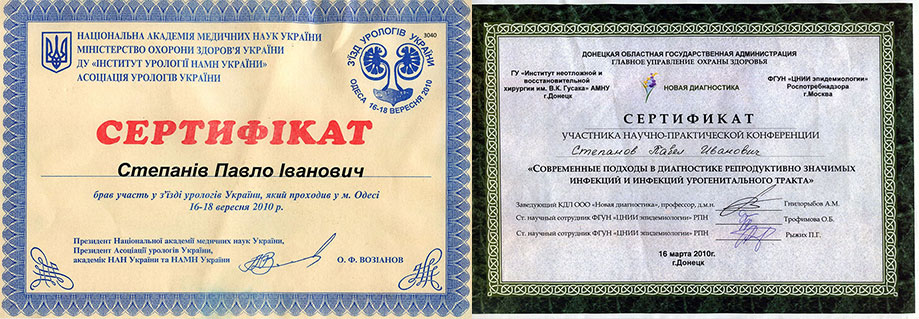 НАЦІОНАЛЬНА АКАДЕМІЯ МЕДИЧНИХ НАУК УКРАЇНИ
МІНІСТЕРСТВО ОХОРОНИ ЗДОРОВ'Я УКРАЇНИ
ДУ «ІНСТИТУТ УРОЛОГІЇ НАМН УКРАЇНИ»
АСОЦІАЦІЯ УРОЛОГІВ УКРАЇНИ
3040
З'ЇЗД УРОЛОГІВ УКРАЇНИ
ОДЕСА 16-18 ВЕРЕСНЯ 2010
СЕРТИФІКАТ
Степанів Павло Іванович
брав участь у з'їзді урологів України, який проходив у м. Одесі
16-18 вересня 2010 р.
Президент Національної академії медичних наук України,
Президент Асоціації урологів України,
академік НАН України та НАМН України
О. Ф. ВОЗІАНОВ
ДОНЕЦКАЯ ОБЛАСТНАЯ ГОСУДАРСТВЕННАЯ АДМИНИСТРАЦИЯ
ГЛАВНОЕ УПРАВЛЕНИЕ ОХРАНЫ ЗДОРОВЬЯ
ГУ «Институт неотложной и
восстановительной
хирургии им. В.К. Гусака» АМНУ
г.Донецк
НОВАЯ ДИАГНОСТИКА
ФГУН «ЦНИИ эпидемиологии»
Роспотребнадзора
г.Москва
СЕРТИФИКАТ
УЧАСТНИКА НАУЧНО-ПРАКТИЧЕСКОЙ КОНФЕРЕНЦИИ
Степанов Павел Иванович
«СОВРЕМЕННЫЕ ПОДХОДЫ В ДИАГНОСТИКЕ РЕПРОДУКТИВНО ЗНАЧИМЫХ
ИНФЕКЦИЙ И ИНФЕКЦИЙ УРОГЕНИТАЛЬНОГО ТРАКТА»
Заведующий КДЛ ООО «Новая диагностика», профессор, д.м.н.
Гнилорыбов А.М.
Ст. научный сотрудник ФГУН «ЦНИИ эпидемиологии» РПН
Трофимова О.Б.
Ст. научный сотрудник ФГУН «ЦНИИ эпидемиологии» РПН
Рыжих П.Г.
16 марта 2010г.
г.Донецк